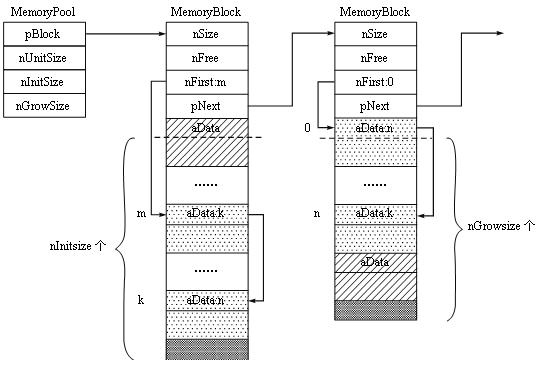 MemoryPool
pBlock
nUnitSize
nInitSize
nGrowSize
MemoryBlock
nSize
nFree
nFirst:m
pNext
aData
......
m
aData:k
......
k
aData:n
nInitsize 个
MemoryBlock
nSize
nFree
nFirst:0
pNext
0
aData:n
......
n
aData:k
aData
nGrowsize 个